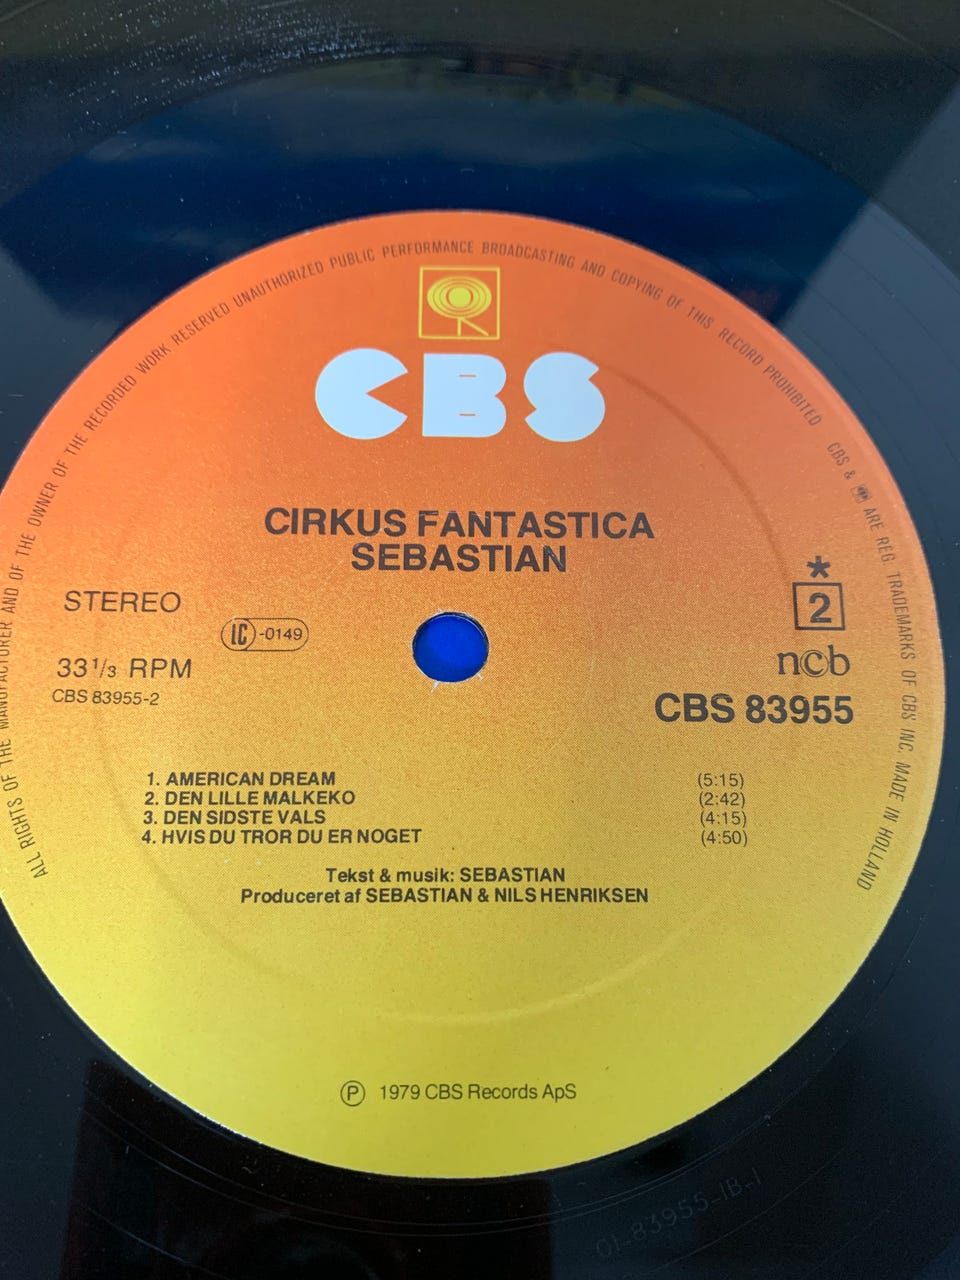 ALL RIGHTS OF THE MANUFACTURER AND OF THE OWNER OF THE RECORDED WORK RESERVED UNAUTHORIZED PUBLIC PERFORMANCE BROADCASTING AND COPYING OF THIS RECORD PROHIBITED CBS & ARE REG. TRADEMARKS OF CBS INC. MADE IN HOLLAND
CBS
CIRKUS FANTASTICA
SEBASTIAN
STEREO
LC-0149
33 1/3 RPM
CBS 83955-2
*
2
ncb
CBS 83955
1. AMERICAN DREAM (5:15)
2. DEN LILLE MALKEKO (2:42)
3. DEN SIDSTE VALS (4:15)
4. HVIS DU TROR DU ER NOGET (4:50)
Tekst & musik: SEBASTIAN
Produceret af SEBASTIAN & NILS HENRIKSEN
Ⓟ 1979 CBS Records ApS
01-83955-1B-1